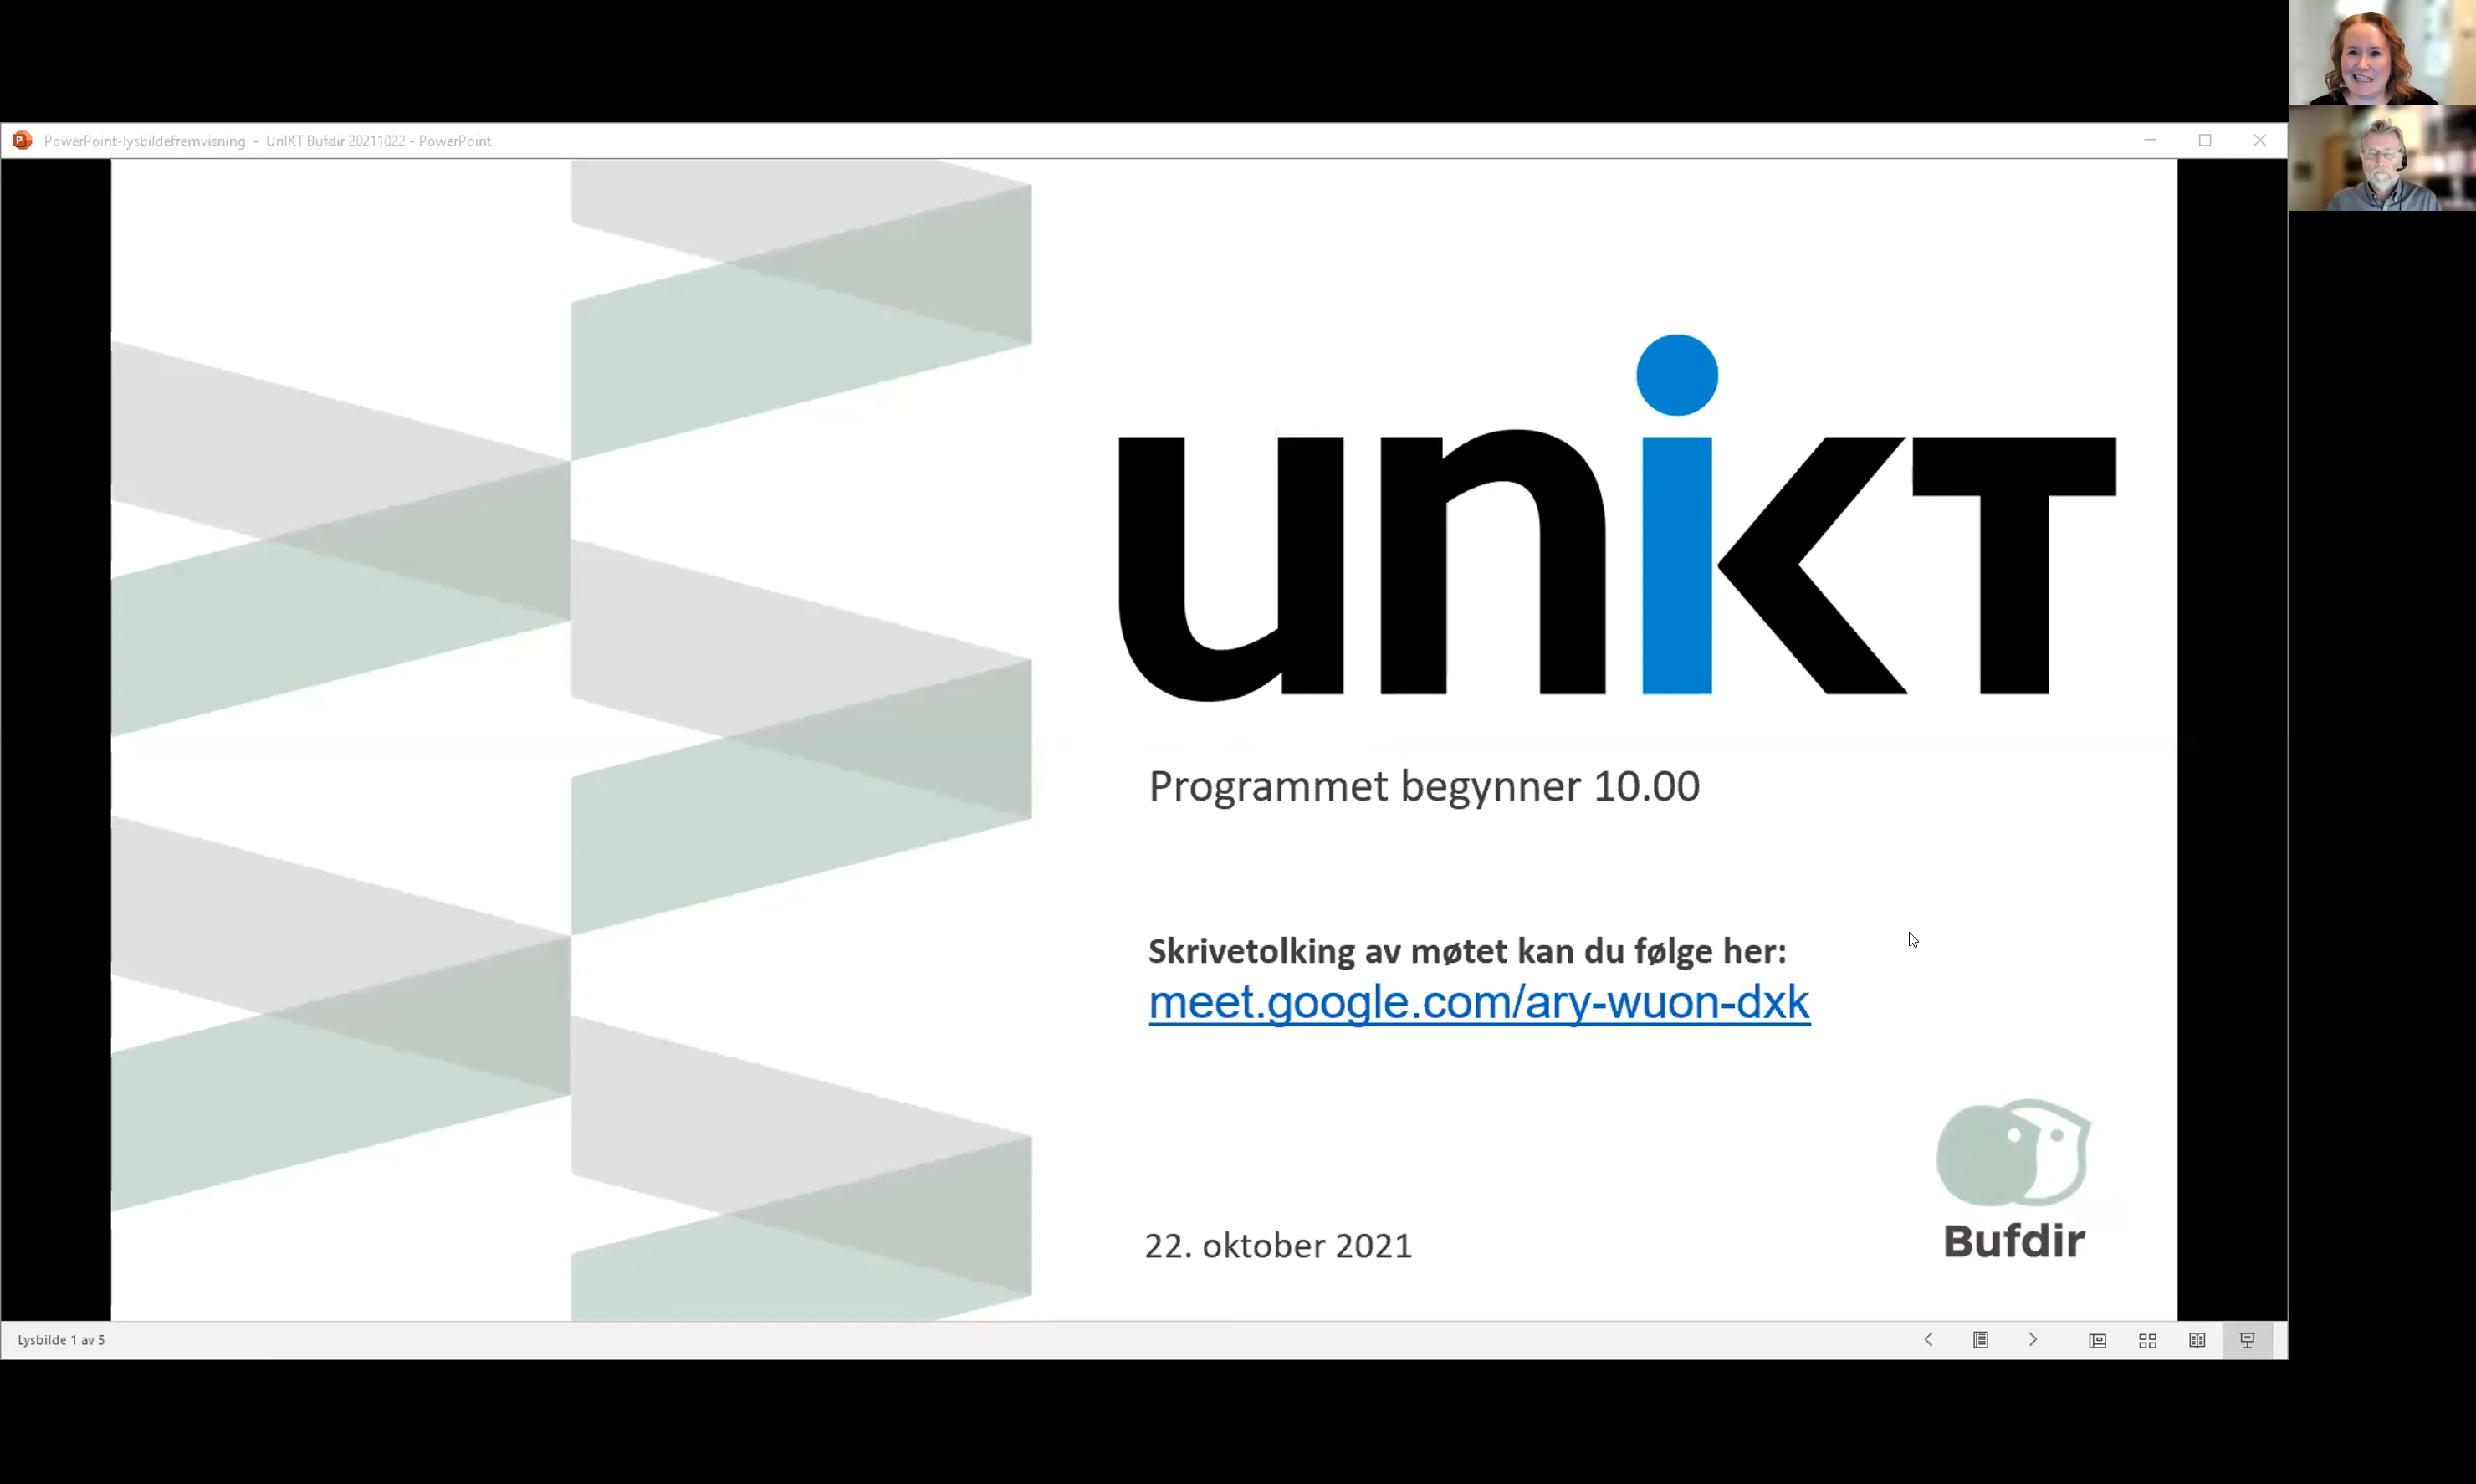 PowerPoint-lysbildefremvisning - UnIKT Bufdir 20211022 - PowerPoint
uniKT
Programmet begynner 10.00
Skrivetolking av møtet kan du følge her:
meet.google.com/ary-wuon-dxk
Bufdir
22. oktober 2021
Lysbilde 1 av 5